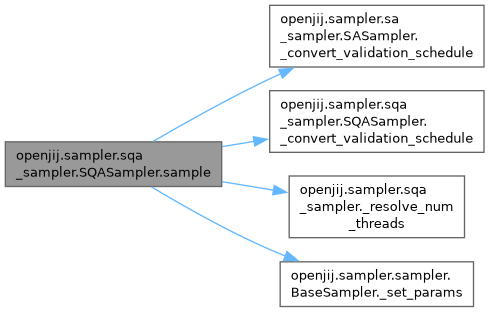 openjij.sampler.sa
_sampler.SASampler.
_convert_validation_schedule
openjij.sampler.sqa
_sampler.SQASampler.
_convert_validation_schedule
openjij.sampler.sqa
_sampler.SQASampler.sample
openjij.sampler.sqa
_sampler._resolve_num
_threads
openjij.sampler.sampler.
BaseSampler._set_params